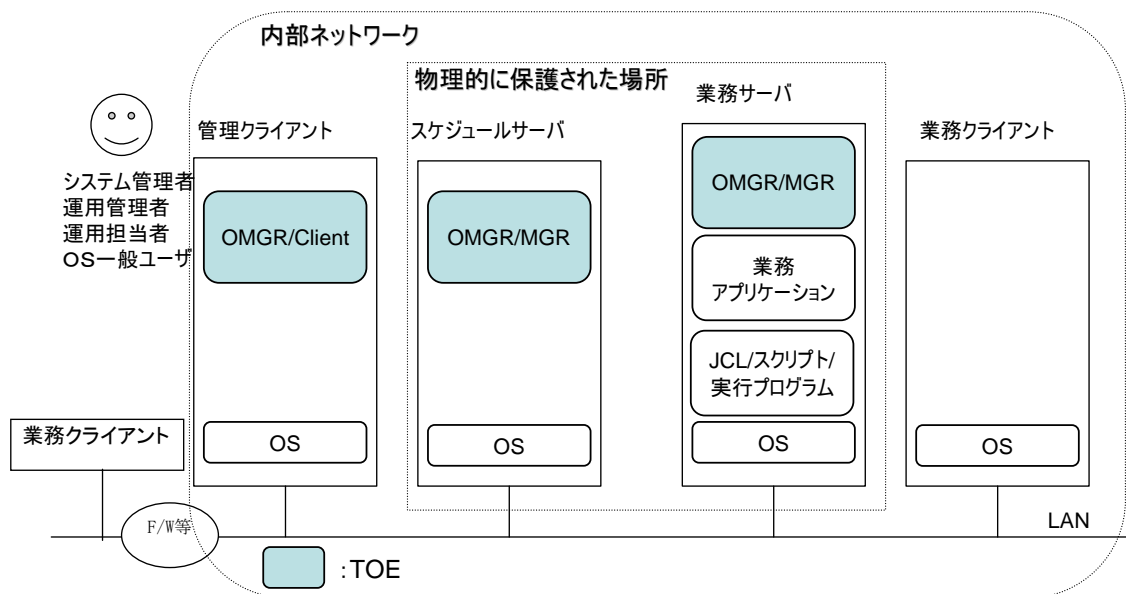 内部ネットワーク
物理的に保護された場所
業務サーバ
管理クライアント
スケジュールサーバ
業務クライアント
システム管理者
運用管理者
運用担当者
OS一般ユーザ
OMGR/Client
OMGR/MGR
OMGR/MGR
業務
アプリケーション
JCL/スクリプト/
実行プログラム
業務クライアント
OS
OS
OS
OS
F/W等
LAN
:TOE